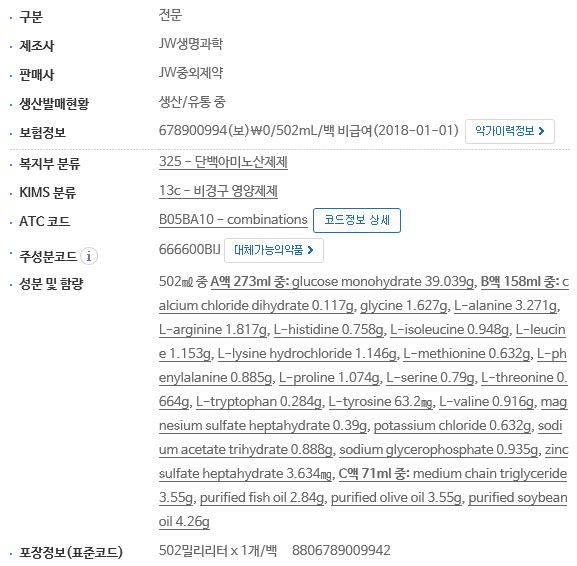 구분 전문
제조사 JW생명과학
판매사 JW중외제약
생산발매현황 생산/유통 중
보험정보 678900994(보)₩0/502mL/백 비급여(2018-01-01) 약가이력정보
복지부 분류 325 - 단백아미노산제제
KIMS 분류 13c - 비경구 영양제제
ATC 코드 B05BA10 - combinations 코드정보 상세
주성분코드 i 666600BIJ 대체가능의약품
성분 및 함량 502㎖ 중 A액 273ml 중: glucose monohydrate 39.039g, B액 158ml 중: c
alcium chloride dihydrate 0.117g, glycine 1.627g, L-alanine 3.271g,
L-arginine 1.817g, L-histidine 0.758g, L-isoleucine 0.948g, L-leucin
e 1.153g, L-lysine hydrochloride 1.146g, L-methionine 0.632g, L-ph
enylalanine 0.885g, L-proline 1.074g, L-serine 0.79g, L-threonine 0.
664g, L-tryptophan 0.284g, L-tyrosine 63.2㎎, L-valine 0.916g, mag
nesium sulfate heptahydrate 0.39g, potassium chloride 0.632g, sodi
um acetate trihydrate 0.888g, sodium glycerophosphate 0.935g, zinc
sulfate heptahydrate 3.634㎎, C액 71ml 중: medium chain triglyceride
3.55g, purified fish oil 2.84g, purified olive oil 3.55g, purified soybean
oil 4.26g
포장정보(표준코드) 502밀리리터 x 1개/백 8806789009942